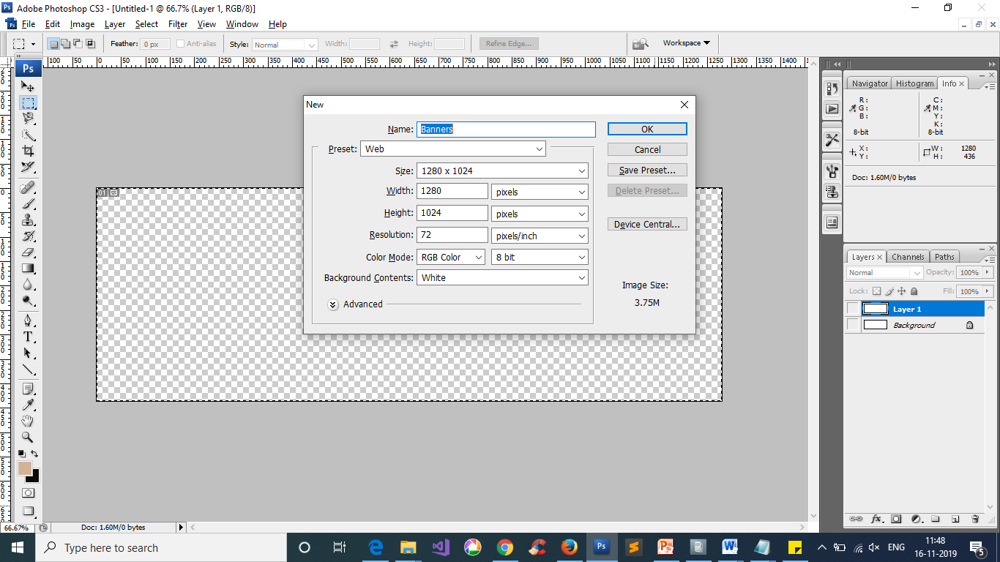 Adobe Photoshop CS3 - [Untitled-1 @ 66.7% (Layer 1, RGB/8)]
File Edit Image Layer Select Filter View Window Help
Feather: 0 px Anti-alias Style: Normal Width: Height: Refine Edge... Workspace
100 50 0 50 100 150 200 250 300 350 400 450 500 550 600 650 700 750 800 850 900 950 1000 1050 1100 1150 1200 1250 1300 1350 1400
Ps
New
Name: Banners
Preset: Web
Size: 1280 x 1024
Width: 1280 pixels
Height: 1024 pixels
Resolution: 72 pixels/inch
Color Mode: RGB Color 8 bit
Background Contents: White
Advanced
OK
Cancel
Save Preset...
Delete Preset...
Device Central...
Image Size:
3.75M
01
Navigator Histogram Info
R: C:
G: M:
B: Y:
K:
8-bit 8-bit
X: W: 1280
Y: H: 436
Doc: 1.60M/0 bytes
Layers Channels Paths
Normal Opacity: 100%
Lock: Fill: 100%
Layer 1
Background
66.67% Doc: 1.60M/0 bytes
Type here to search
ENG
11:48
16-11-2019
5